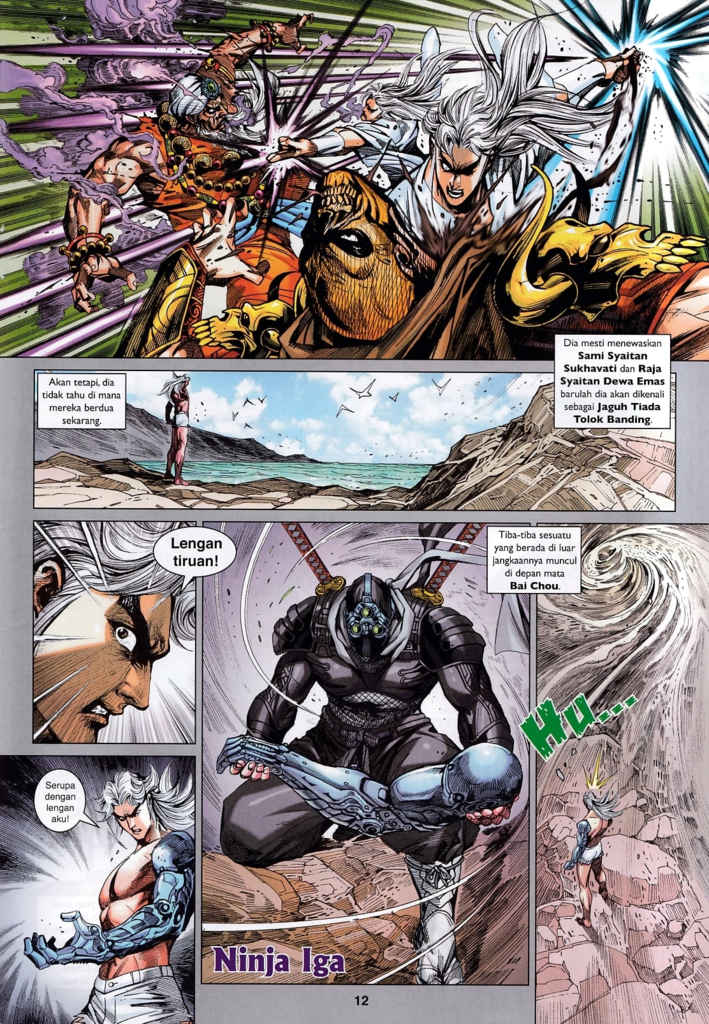 Dia mesti menewaskan
Sami Syaitan
Sukhavati dan Raja
Syaitan Dewa Emas
barulah dia akan dikenali
sebagai Jaguh Tiada
Tolok Banding.
Akan tetapi, dia
tidak tahu di mana
mereka berdua
sekarang.
Lengan
tiruan!
Tiba-tiba sesuatu
yang berada di luar
jangkaannya muncul
di depan mata
Bai Chou.
Hu...
Serupa
dengan
lengan
aku!
Ninja Iga
12